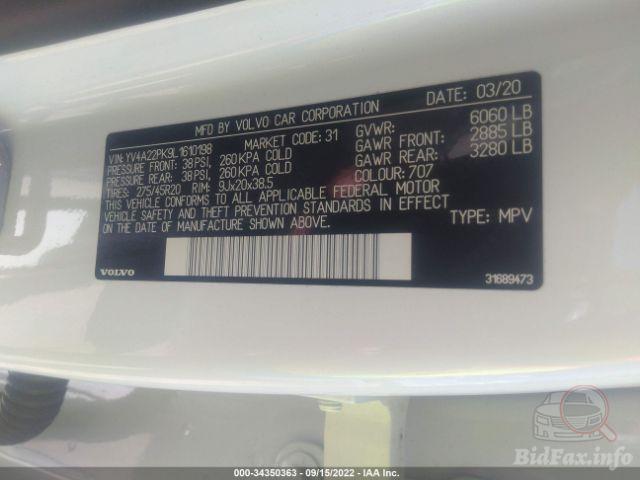 MFD BY VOLVO CAR CORPORATION DATE: 03/20
VIN: YV4A22PK9L1610198 MARKET CODE: 31 GVWR: 6060 LB
PRESSURE FRONT: 38 PSI, 260 KPA COLD GAWR FRONT: 2885 LB
PRESSURE REAR: 38 PSI, 260 KPA COLD GAWR REAR: 3280 LB
TIRES: 275/45R20 RIM: 9Jx20x38.5 COLOUR: 707
THIS VEHICLE CONFORMS TO ALL APPLICABLE FEDERAL MOTOR
VEHICLE SAFETY AND THEFT PREVENTION STANDARDS IN EFFECT
ON THE DATE OF MANUFACTURE SHOWN ABOVE. TYPE: MPV
VOLVO 31689473
BidFax.info
000-34350363 - 09/15/2022 - IAA Inc.